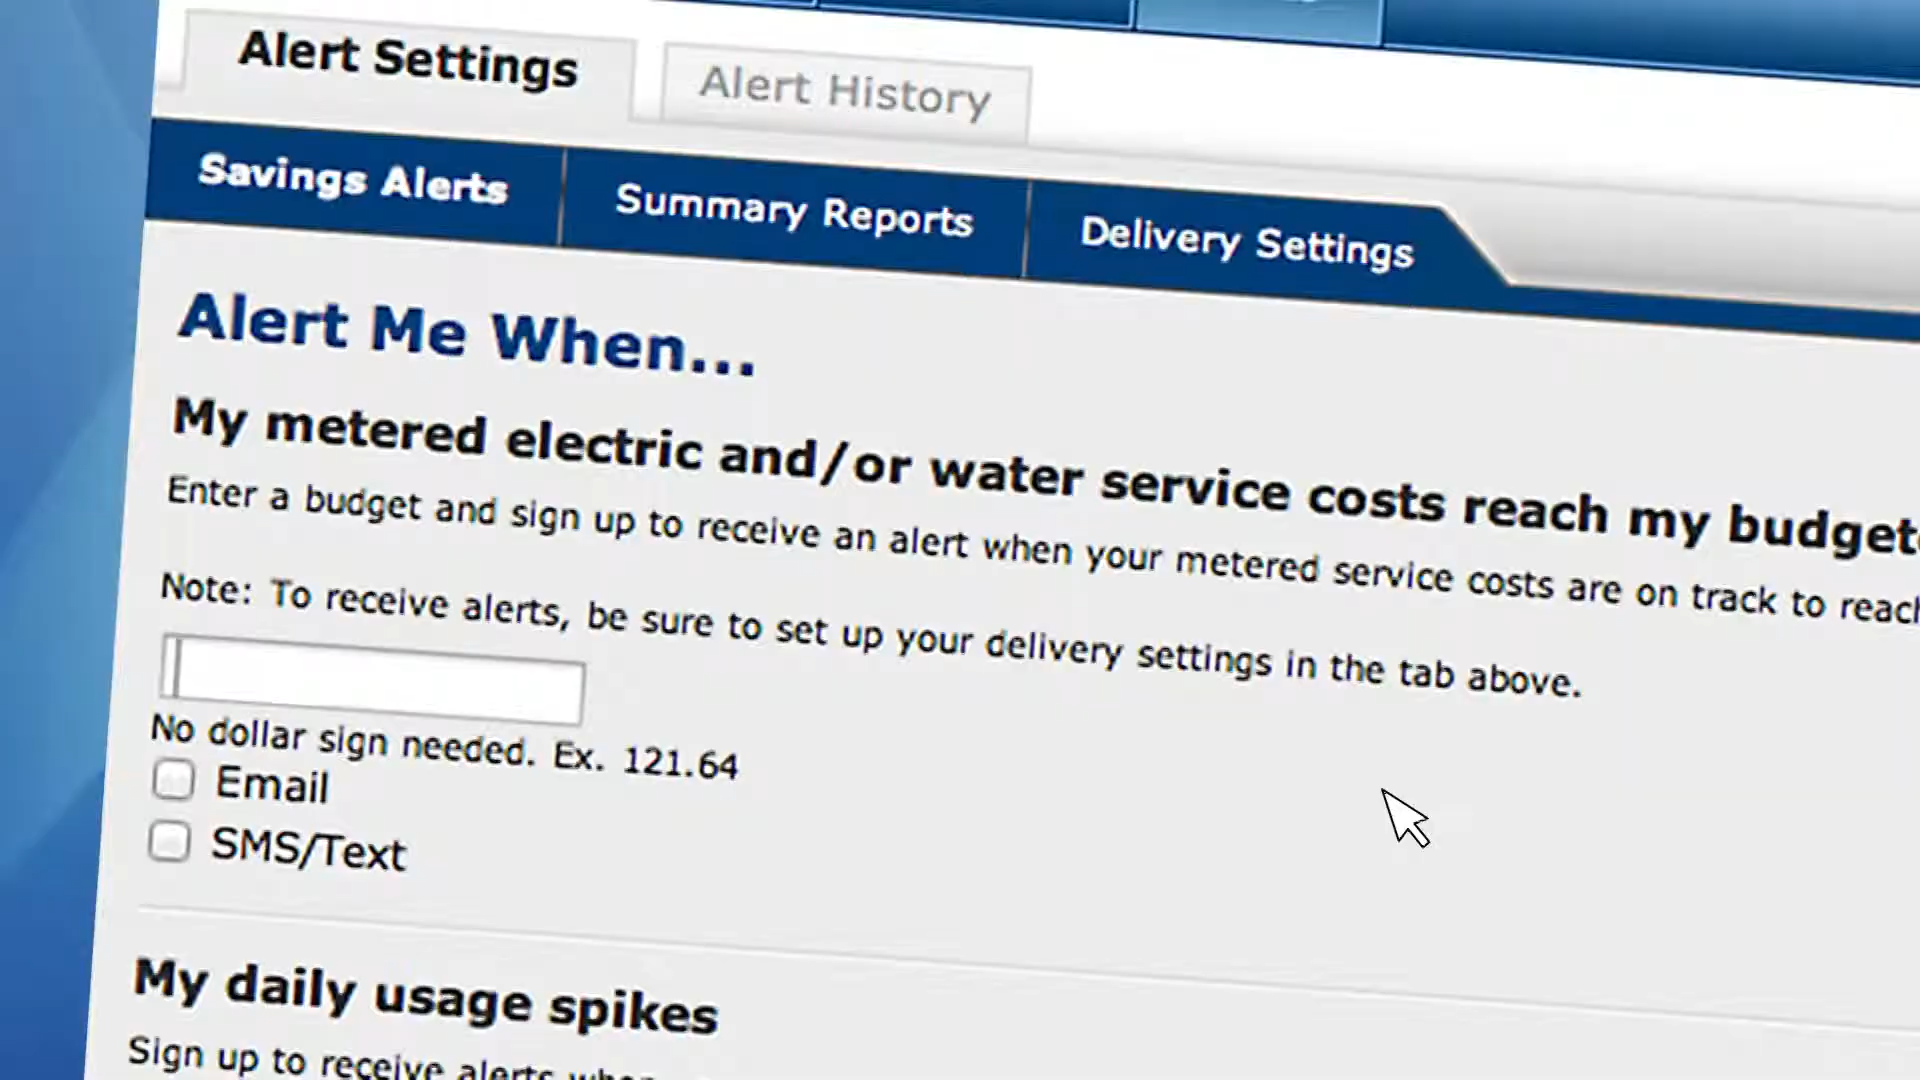 Alert Settings
Alert History
Savings Alerts
Summary Reports
Delivery Settings
Alert Me When...
My metered electric and/or water service costs reach my
Enter a budget and sign up to receive an alert when your metered service costs are on track to
Note: To receive alerts, be sure to set up your delivery settings in the tab above.
No dollar sign needed. Ex. 121.64
Email
SMS/Text
My daily usage spikes
Sign up to receive alerts